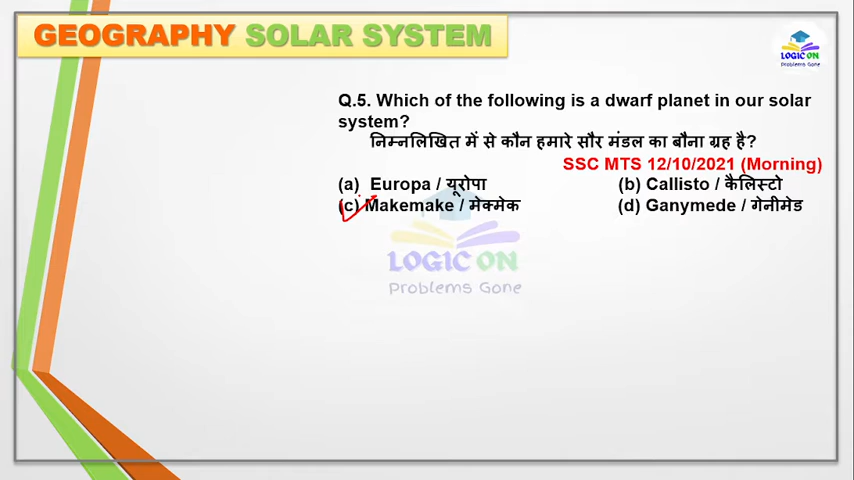 GEOGRAPHY SOLAR SYSTEM
LOGIC ON
Problems Gone
Q.5. Which of the following is a dwarf planet in our solar
system?
निम्नलिखित में से कौन हमारे सौर मंडल का बौना ग्रह है?
SSC MTS 12/10/2021 (Morning)
(a) Europa / यूरोपा (b) Callisto / कैलिस्टो
(c) Makemake / मेक्मेक (d) Ganymede / गेनीमेड
LOGIC ON
Problems Gone